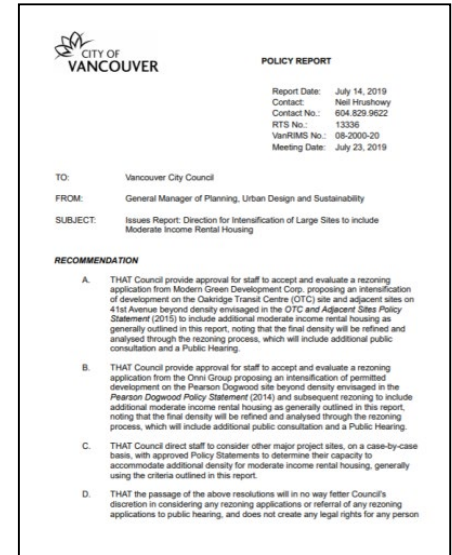 CITY OF
VANCOUVER
POLICY REPORT
Report Date: July 14, 2019
Contact: Neil Hrushowy
Contact No.: 604.829.9622
RTS No.: 13336
VanRIMS No.: 08-2000-20
Meeting Date: July 23, 2019
TO: Vancouver City Council
FROM: General Manager of Planning, Urban Design and Sustainability
SUBJECT: Issues Report: Direction for Intensification of Large Sites to include
Moderate Income Rental Housing
RECOMMENDATION
A. THAT Council provide approval for staff to accept and evaluate a rezoning
application from Modern Green Development Corp. proposing an intensification
of development on the Oakridge Transit Centre (OTC) site and adjacent sites on
41st Avenue beyond density envisaged in the OTC and Adjacent Sites Policy
Statement (2015) to include additional moderate income rental housing as
generally outlined in this report, noting that the final density will be refined and
analysed through the rezoning process, which will include additional public
consultation and a Public Hearing.
B. THAT Council provide approval for staff to accept and evaluate a rezoning
application from the Onni Group proposing an intensification of permitted
development on the Pearson Dogwood site beyond density envisaged in the
Pearson Dogwood Policy Statement (2014) and subsequent rezoning to include
additional moderate income rental housing as generally outlined in this report,
noting that the final density will be refined and analysed through the rezoning
process, which will include additional public consultation and a Public Hearing.
C. THAT Council direct staff to consider other major project sites, on a case-by-case
basis, with approved Policy Statements to determine their capacity to
accommodate additional density for moderate income rental housing, generally
using the criteria outlined in this report.
D. THAT the passage of the above resolutions will in no way fetter Council's
discretion in considering any rezoning applications or referral of any rezoning
applications to public hearing, and does not create any legal rights for any person